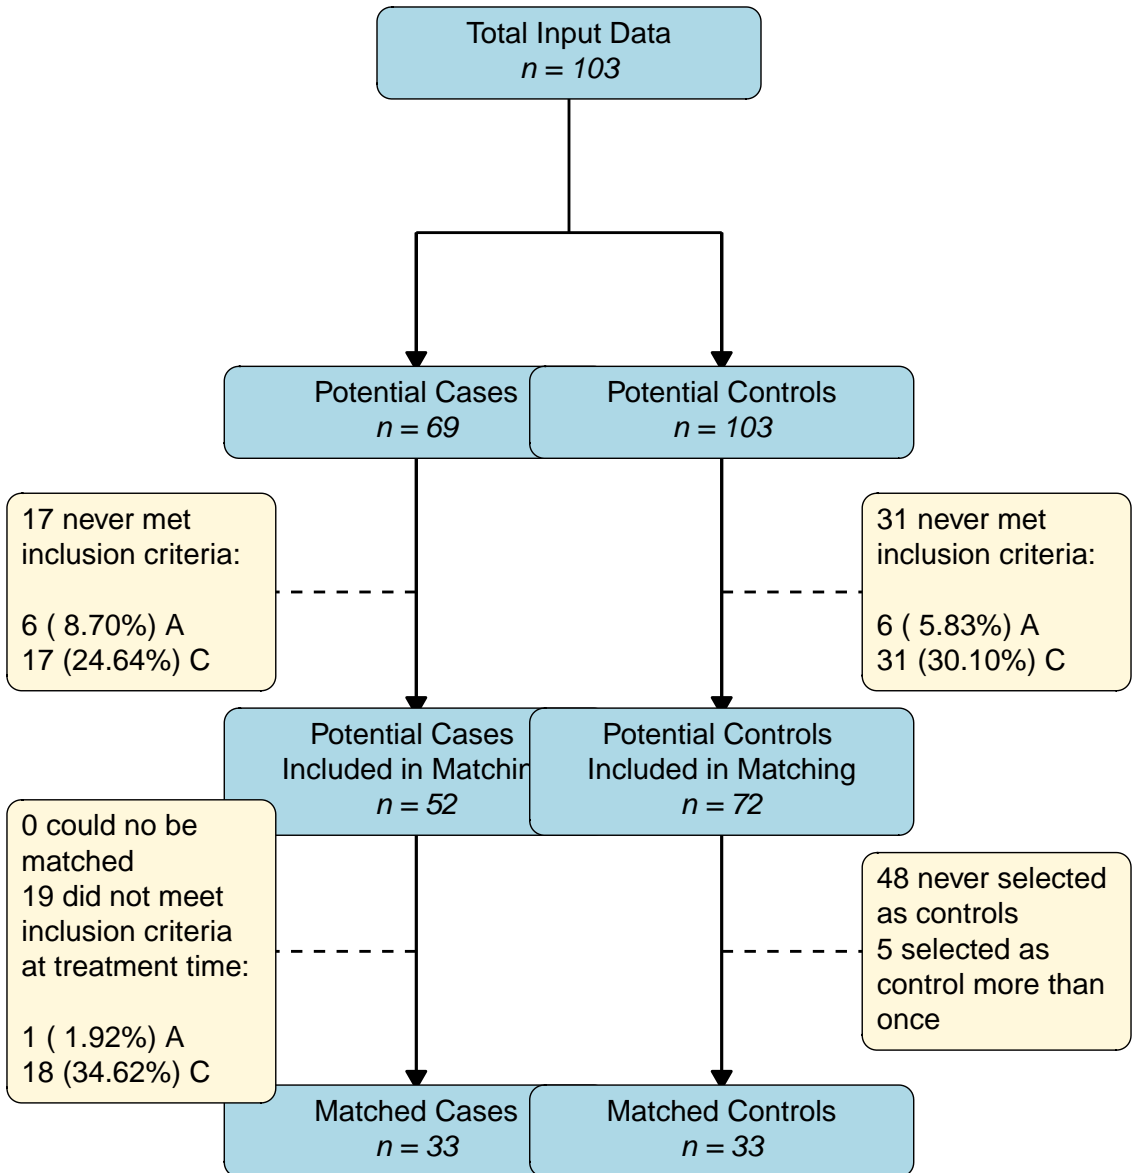 Total Input Data
n = 103
Potential Cases
n = 69
Potential Controls
n = 103
17 never met
inclusion criteria:
6 ( 8.70%) A
17 (24.64%) C
31 never met
inclusion criteria:
6 ( 5.83%) A
31 (30.10%) C
Potential Cases
Included in Matchin
n = 52
Potential Controls
Included in Matching
n = 72
0 could no be
matched
19 did not meet
inclusion criteria
at treatment time:
1 ( 1.92%) A
18 (34.62%) C
48 never selected
as controls
5 selected as
control more than
once
Matched Cases
n = 33
Matched Controls
n = 33